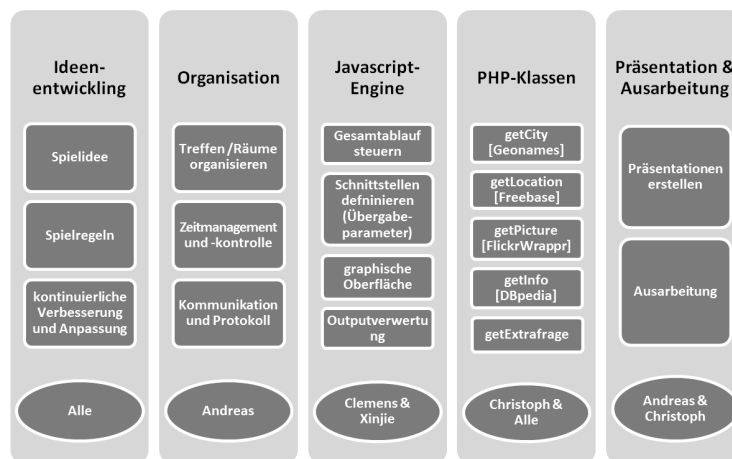 Ideen-
entwickling
Spielidee
Spielregeln
kontinuierliche
Verbesserung
und Anpassung
Alle
Organisation
Treffen /Räume
organisieren
Zeitmanagement
und -kontrolle
Kommunikation
und Protokoll
Andreas
Javascript-
Engine
Gesamtablauf
steuern
Schnittstellen
defninieren
(Übergabe-
parameter)
graphische
Oberfläche
Outputverwertu
ng
Clemens &
Xinjie
PHP-Klassen
getCity
[Geonames]
getLocation
[Freebase]
getPicture
[FlickrWrappr]
getInfo
[DBpedia]
getExtrafrage
Christoph &
Alle
Präsentation &
Ausarbeitung
Präsentationen
erstellen
Ausarbeitung
Andreas &
Christoph